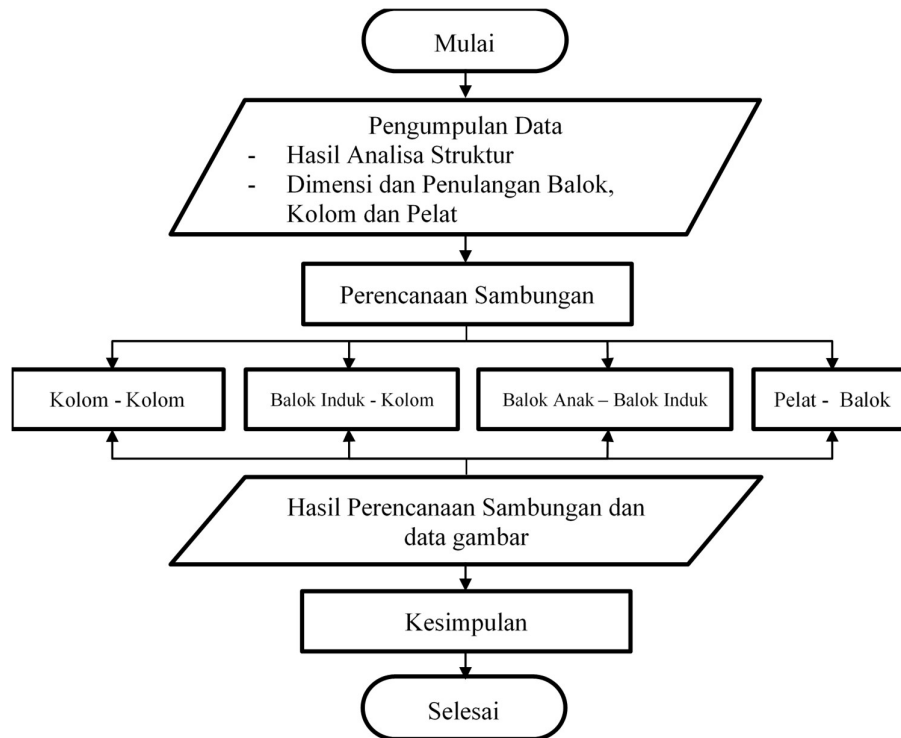 Mulai
Pengumpulan Data
- Hasil Analisa Struktur
- Dimensi dan Penulangan Balok,
Kolom dan Pelat
Perencanaan Sambungan
Kolom - Kolom
Balok Induk - Kolom
Balok Anak – Balok Induk
Pelat - Balok
Hasil Perencanaan Sambungan dan
data gambar
Kesimpulan
Selesai